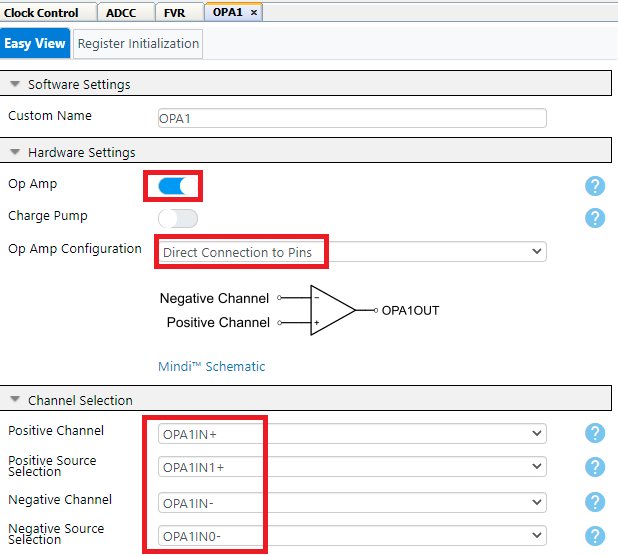 Clock Control ADCC FVR OPA1 ×
Easy View Register Initialization
Software Settings
Custom Name OPA1
Hardware Settings
Op Amp ?
Charge Pump ?
Op Amp Configuration Direct Connection to Pins
Negative Channel −
OPA1OUT
Positive Channel +
Mindi™ Schematic
Channel Selection
Positive Channel OPA1IN+ ?
Positive Source
Selection OPA1IN1+ ?
Negative Channel OPA1IN- ?
Negative Source
Selection OPA1IN0- ?